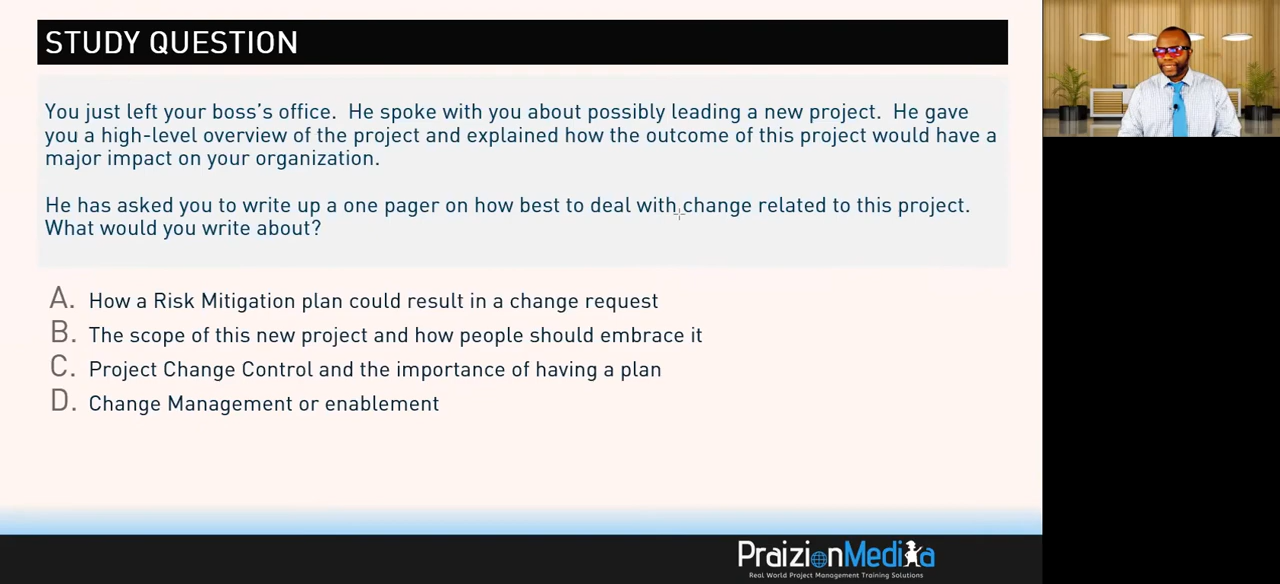 STUDY QUESTION
You just left your boss's office. He spoke with you about possibly leading a new project. He gave
you a high-level overview of the project and explained how the outcome of this project would have a
major impact on your organization.
He has asked you to write up a one pager on how best to deal with change related to this project.
What would you write about?
A. How a Risk Mitigation plan could result in a change request
B. The scope of this new project and how people should embrace it
C. Project Change Control and the importance of having a plan
D. Change Management or enablement
PraizionMedia
Real World Project Management Training Solutions